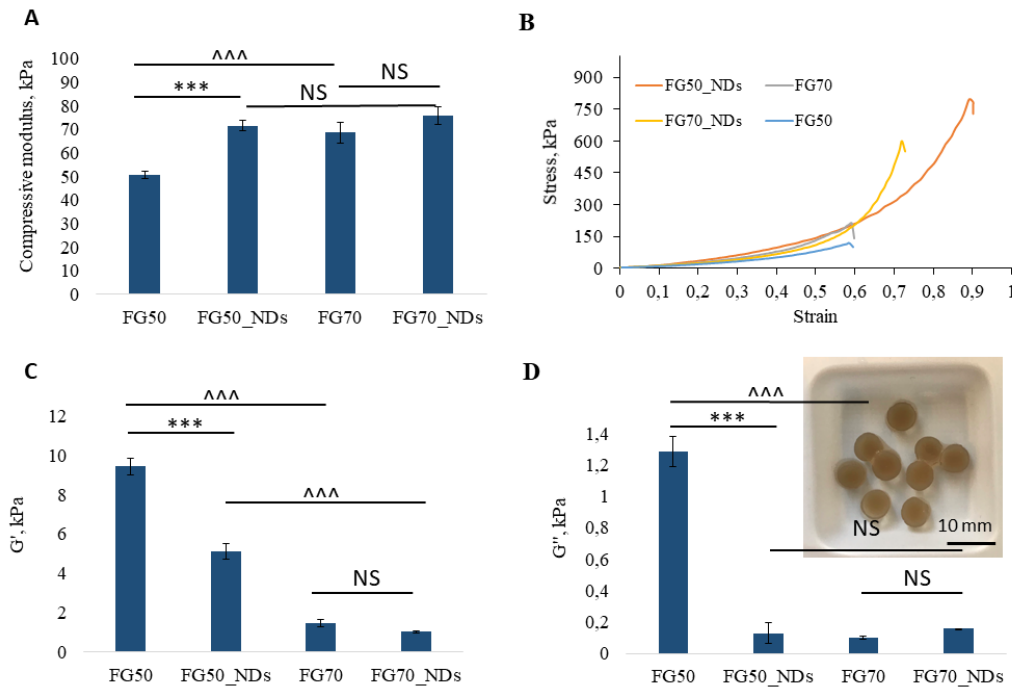 A
Compressive modulus, kPa
100
90
80
70
60
50
40
30
20
10
0
^^^
***
NS
NS
FG50
FG50_NDs
FG70
FG70_NDs
B
Stress, kPa
900
750
600
450
300
150
0
FG50_NDs
FG70
FG70_NDs
FG50
0
0,1
0,2
0,3
0,4
0,5
0,6
0,7
0,8
0,9
1
Strain
C
G', kPa
12
10
8
6
4
2
0
^^^
***
^^^
NS
FG50
FG50_NDs
FG70
FG70_NDs
D
G'', kPa
1,4
1,2
1
0,8
0,6
0,4
0,2
0
^^^
***
NS
10 mm
NS
FG50
FG50_NDs
FG70
FG70_NDs